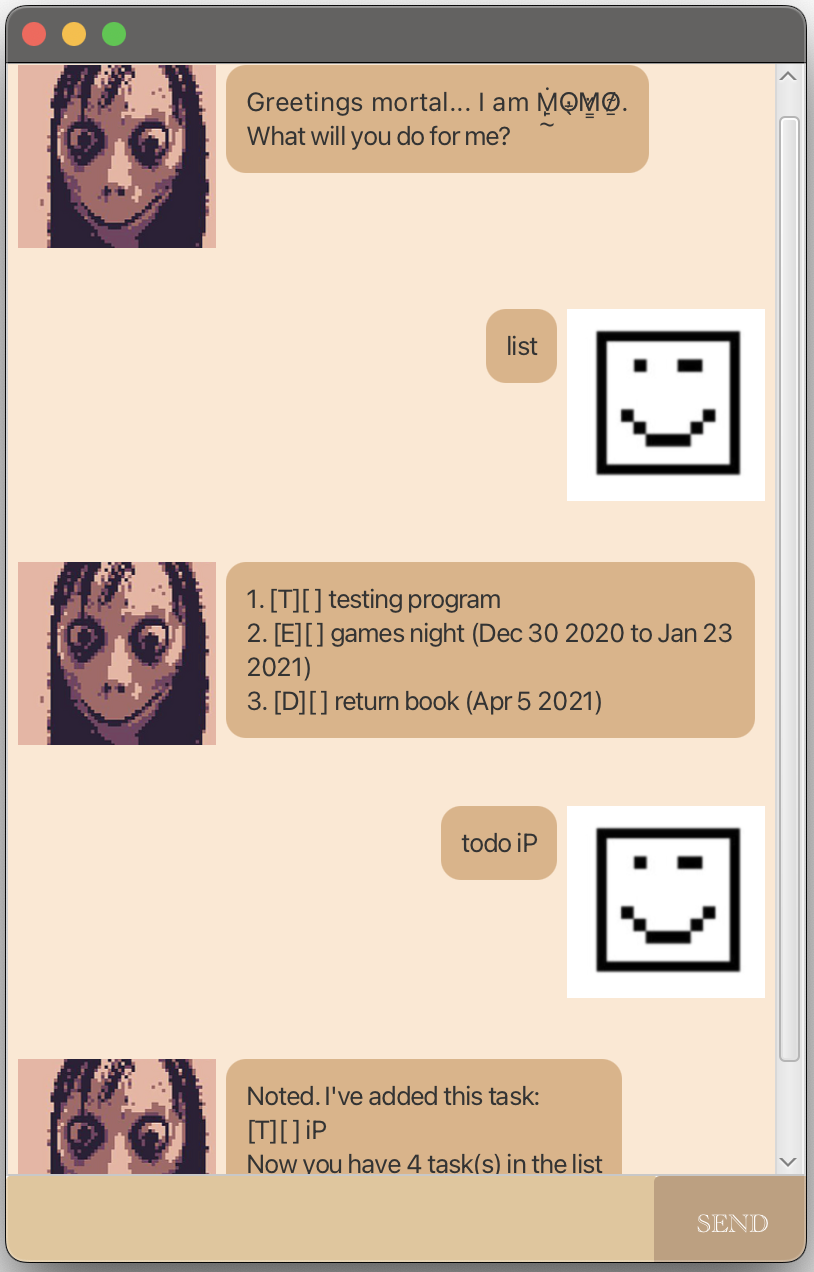 Greetings mortal... I am Ṁ̩̰Ȯ̩M̳̿O̸̳.
What will you do for me?
list
1. [T][ ] testing program
2. [E][ ] games night (Dec 30 2020 to Jan 23
2021)
3. [D][ ] return book (Apr 5 2021)
todo iP
Noted. I've added this task:
[T][ ] iP
Now you have 4 task(s) in the list
SEND